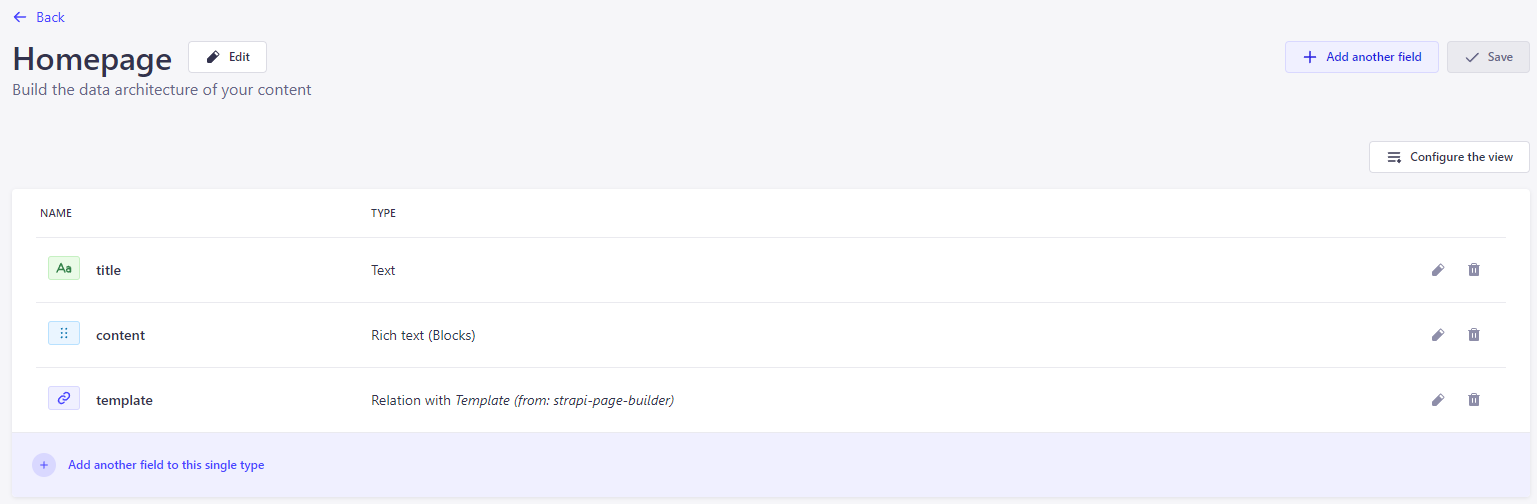 Back
Homepage Edit
Add another field Save
Build the data architecture of your content
Configure the view
NAME TYPE
Aa title Text
content Rich text (Blocks)
template Relation with Template (from: strapi-page-builder)
Add another field to this single type